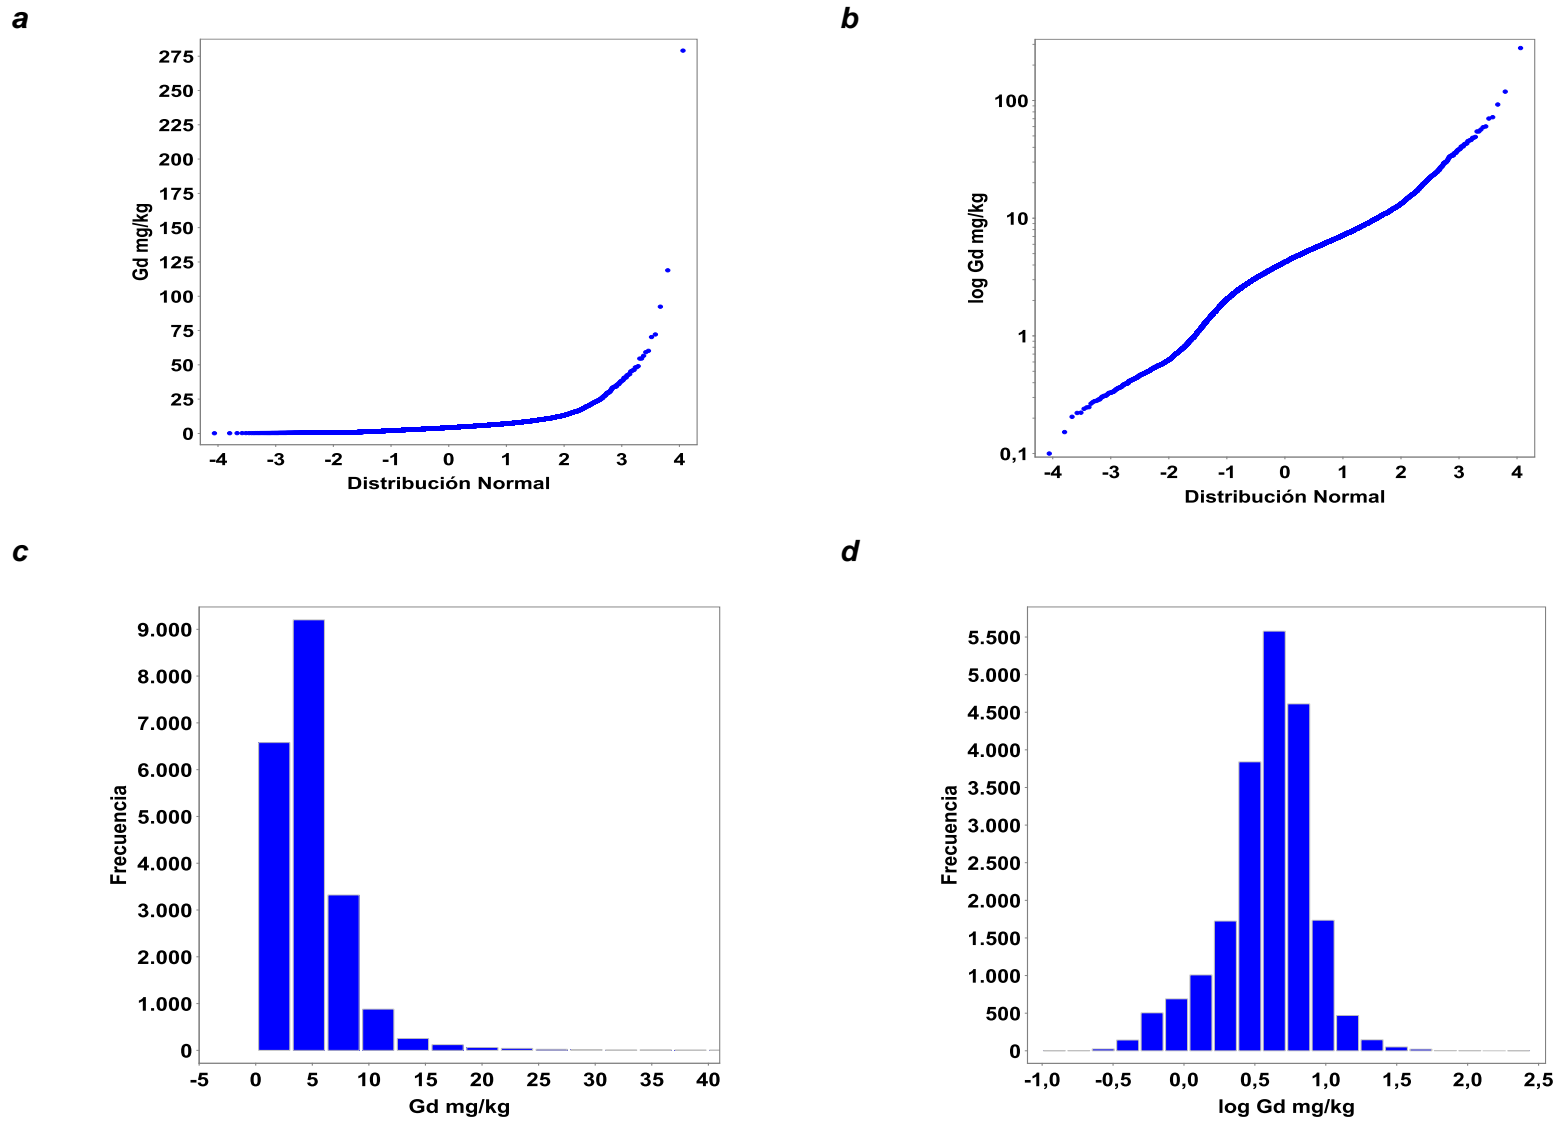 a
b
275
250
225
200
175
150
125
100
75
50
25
0
Gd mg/kg
-4 -3 -2 -1 0 1 2 3 4
Distribución Normal
100
10
1
0,1
log Gd mg/kg
-4 -3 -2 -1 0 1 2 3 4
Distribución Normal
c
d
9.000
8.000
7.000
6.000
5.000
4.000
3.000
2.000
1.000
0
Frecuencia
-5 0 5 10 15 20 25 30 35 40
Gd mg/kg
5.500
5.000
4.500
4.000
3.500
3.000
2.500
2.000
1.500
1.000
500
0
Frecuencia
-1,0 -0,5 0,0 0,5 1,0 1,5 2,0 2,5
log Gd mg/kg